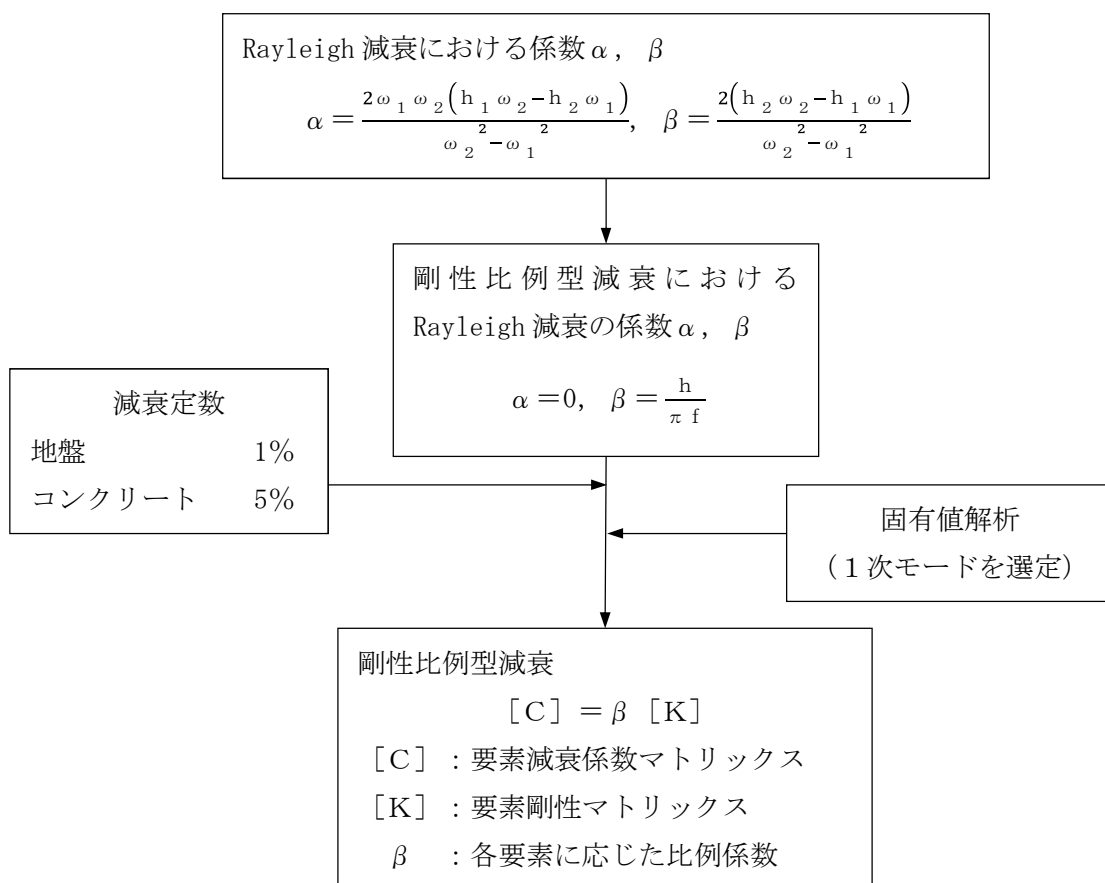 Rayleigh 減衰における係数α, β
α＝2ω1ω2(h1ω2−h2ω1)/(ω2²−ω1²), β＝2(h2ω2−h1ω1)/(ω2²−ω1²)
剛性比例型減衰における
Rayleigh 減衰の係数α, β
α＝0, β＝h/(πf)
減衰定数
地盤 1%
コンクリート 5%
固有値解析
(１次モードを選定)
剛性比例型減衰
［C］＝β［K］
［C］：要素減衰係数マトリックス
［K］：要素剛性マトリックス
β ：各要素に応じた比例係数